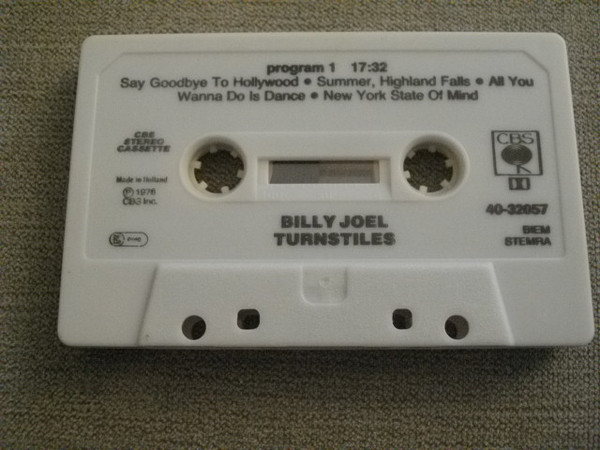 program 1 17:32
Say Goodbye To Hollywood • Summer, Highland Falls • All You
Wanna Do Is Dance • New York State Of Mind
CBS
STEREO
CASSETTE
CBS
Made in Holland
℗ 1976
CBS Inc.
40-32057
BILLY JOEL
TURNSTILES
BIEM
STEMRA